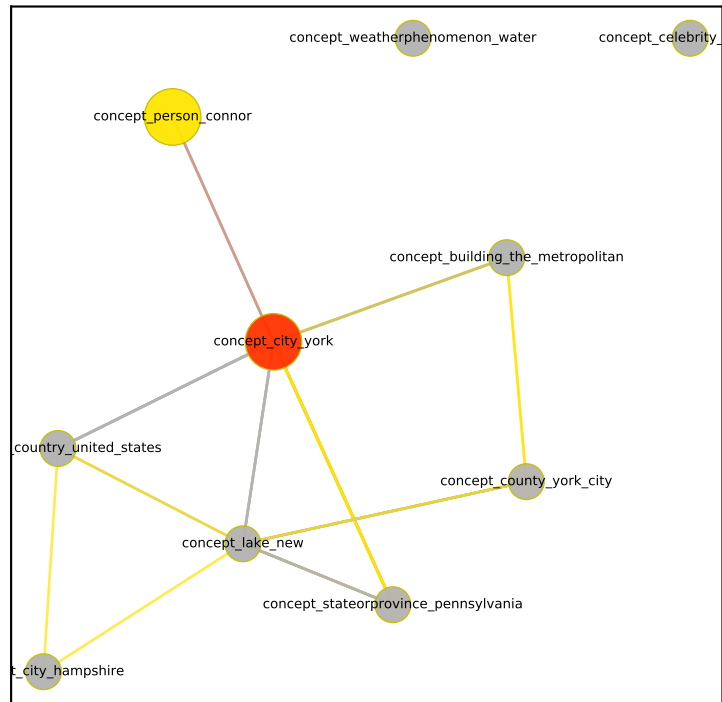 concept_weatherphenomenon_water
concept_celebrity_
concept_person_connor
concept_building_the_metropolitan
concept_city_york
_country_united_states
concept_county_york_city
concept_lake_new
concept_stateorprovince_pennsylvania
t_city_hampshire